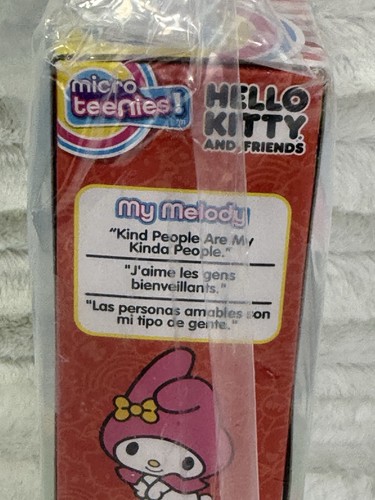 micro
teenies!
HELLO
KITTY
AND FRIENDS
My Melody
"Kind People Are My
Kinda People."
"J'aime les gens
bienveillants."
"Las personas amables son
mi tipo de gente."